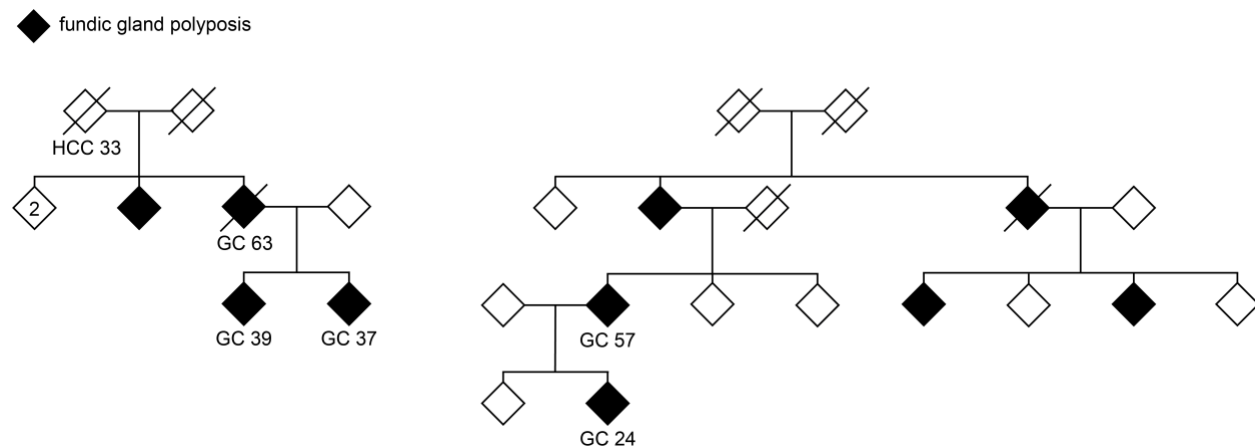 fundic gland polyposis
HCC 33
2
GC 63
GC 39 GC 37
GC 57
GC 24